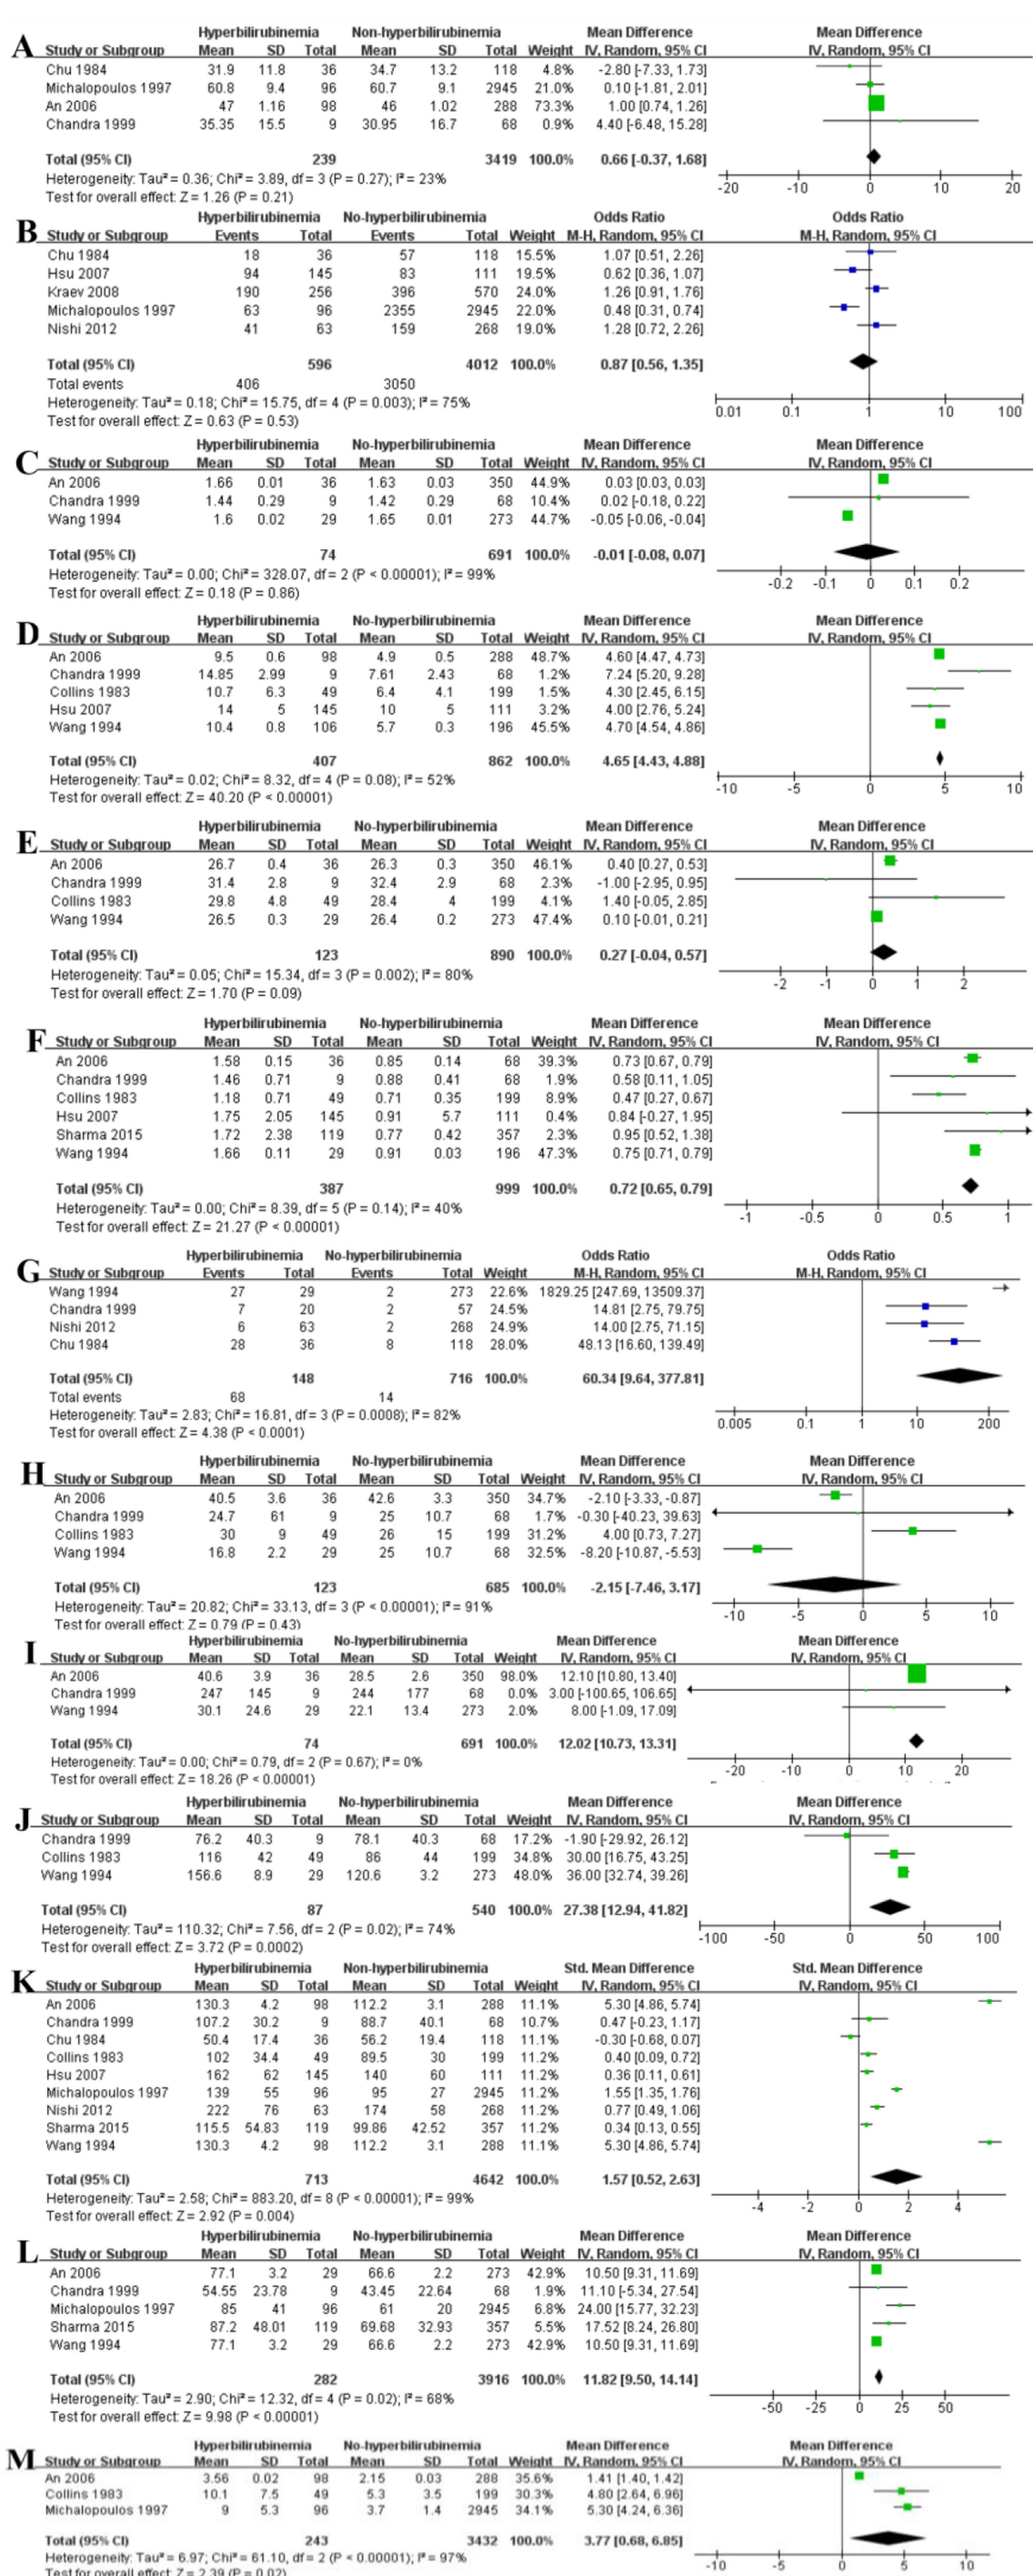 A
Hyperbilirubinemia Non-hyperbilirubinemia Mean Difference Mean Difference
Study or Subgroup Mean SD Total Mean SD Total Weight IV, Random, 95% CI IV, Random, 95% CI
Chu 1984 31.9 11.8 36 34.7 13.2 118 4.8% -2.80 [-7.33, 1.73]
Michalopoulos 1997 60.8 9.4 96 60.7 9.1 2945 21.0% 0.10 [-1.81, 2.01]
An 2006 47 1.16 98 46 1.02 288 73.3% 1.00 [0.74, 1.26]
Chandra 1999 35.35 15.5 9 30.95 16.7 68 0.9% 4.40 [-6.48, 15.28]
Total (95% CI) 239 3419 100.0% 0.66 [-0.37, 1.68]
Heterogeneity: Tau² = 0.36; Chi² = 3.89, df = 3 (P = 0.27); I² = 23%
Test for overall effect: Z = 1.26 (P = 0.21)
-20 -10 0 10 20
B
Hyperbilirubinemia No-hyperbilirubinemia Odds Ratio Odds Ratio
Study or Subgroup Events Total Events Total Weight M-H, Random, 95% CI M-H, Random, 95% CI
Chu 1984 18 36 57 118 15.5% 1.07 [0.51, 2.26]
Hsu 2007 94 145 83 111 19.5% 0.62 [0.36, 1.07]
Kraev 2008 190 256 396 570 24.0% 1.26 [0.91, 1.76]
Michalopoulos 1997 63 96 2355 2945 22.0% 0.48 [0.31, 0.74]
Nishi 2012 41 63 159 268 19.0% 1.28 [0.72, 2.26]
Total (95% CI) 596 4012 100.0% 0.87 [0.56, 1.35]
Total events 406 3050
Heterogeneity: Tau² = 0.18; Chi² = 15.75, df = 4 (P = 0.003); I² = 75%
Test for overall effect: Z = 0.63 (P = 0.53)
0.01 0.1 1 10 100
C
Hyperbilirubinemia No-hyperbilirubinemia Mean Difference Mean Difference
Study or Subgroup Mean SD Total Mean SD Total Weight IV, Random, 95% CI IV, Random, 95% CI
An 2006 1.66 0.01 36 1.63 0.03 350 44.9% 0.03 [0.03, 0.03]
Chandra 1999 1.44 0.29 9 1.42 0.29 68 10.4% 0.02 [-0.18, 0.22]
Wang 1994 1.6 0.02 29 1.65 0.01 273 44.7% -0.05 [-0.06, -0.04]
Total (95% CI) 74 691 100.0% -0.01 [-0.08, 0.07]
Heterogeneity: Tau² = 0.00; Chi² = 328.07, df = 2 (P < 0.00001); I² = 99%
Test for overall effect: Z = 0.18 (P = 0.86)
-0.2 -0.1 0 0.1 0.2
D
Hyperbilirubinemia No-hyperbilirubinemia Mean Difference Mean Difference
Study or Subgroup Mean SD Total Mean SD Total Weight IV, Random, 95% CI IV, Random, 95% CI
An 2006 9.5 0.6 98 4.9 0.5 288 48.7% 4.60 [4.47, 4.73]
Chandra 1999 14.85 2.99 9 7.61 2.43 68 1.2% 7.24 [5.20, 9.28]
Collins 1983 10.7 6.3 49 6.4 4.1 199 1.5% 4.30 [2.45, 6.15]
Hsu 2007 14 5 145 10 5 111 3.2% 4.00 [2.76, 5.24]
Wang 1994 10.4 0.8 106 5.7 0.3 196 45.5% 4.70 [4.54, 4.86]
Total (95% CI) 407 862 100.0% 4.65 [4.43, 4.88]
Heterogeneity: Tau² = 0.02; Chi² = 8.32, df = 4 (P = 0.08); I² = 52%
Test for overall effect: Z = 40.20 (P < 0.00001)
-10 -5 0 5 10
E
Hyperbilirubinemia No-hyperbilirubinemia Mean Difference Mean Difference
Study or Subgroup Mean SD Total Mean SD Total Weight IV, Random, 95% CI IV, Random, 95% CI
An 2006 26.7 0.4 36 26.3 0.3 350 46.1% 0.40 [0.27, 0.53]
Chandra 1999 31.4 2.8 9 32.4 2.9 68 2.3% -1.00 [-2.95, 0.95]
Collins 1983 29.8 4.8 49 28.4 4 199 4.1% 1.40 [-0.05, 2.85]
Wang 1994 26.5 0.3 29 26.4 0.2 273 47.4% 0.10 [-0.01, 0.21]
Total (95% CI) 123 890 100.0% 0.27 [-0.04, 0.57]
Heterogeneity: Tau² = 0.05; Chi² = 15.34, df = 3 (P = 0.002); I² = 80%
Test for overall effect: Z = 1.70 (P = 0.09)
-2 -1 0 1 2
F
Hyperbilirubinemia No-hyperbilirubinemia Mean Difference Mean Difference
Study or Subgroup Mean SD Total Mean SD Total Weight IV, Random, 95% CI IV, Random, 95% CI
An 2006 1.58 0.15 36 0.85 0.14 68 39.3% 0.73 [0.67, 0.79]
Chandra 1999 1.46 0.71 9 0.88 0.41 68 1.9% 0.58 [0.11, 1.05]
Collins 1983 1.18 0.71 49 0.71 0.35 199 8.9% 0.47 [0.27, 0.67]
Hsu 2007 1.75 2.05 145 0.91 5.7 111 0.4% 0.84 [-0.27, 1.95]
Sharma 2015 1.72 2.38 119 0.77 0.42 357 2.3% 0.95 [0.52, 1.38]
Wang 1994 1.66 0.11 29 0.91 0.03 196 47.3% 0.75 [0.71, 0.79]
Total (95% CI) 387 999 100.0% 0.72 [0.65, 0.79]
Heterogeneity: Tau² = 0.00; Chi² = 8.39, df = 5 (P = 0.14); I² = 40%
Test for overall effect: Z = 21.27 (P < 0.00001)
-1 -0.5 0 0.5 1
G
Hyperbilirubinemia No-hyperbilirubinemia Odds Ratio Odds Ratio
Study or Subgroup Events Total Events Total Weight M-H, Random, 95% CI M-H, Random, 95% CI
Wang 1994 27 29 2 273 22.6% 1829.25 [247.69, 13509.37]
Chandra 1999 7 20 2 57 24.5% 14.81 [2.75, 79.75]
Nishi 2012 6 63 2 268 24.9% 14.00 [2.75, 71.15]
Chu 1984 28 36 8 118 28.0% 48.13 [16.60, 139.49]
Total (95% CI) 148 716 100.0% 60.34 [9.64, 377.81]
Total events 68 14
Heterogeneity: Tau² = 2.83; Chi² = 16.81, df = 3 (P = 0.0008); I² = 82%
Test for overall effect: Z = 4.38 (P < 0.0001)
0.005 0.1 1 10 200
H
Hyperbilirubinemia No-hyperbilirubinemia Mean Difference Mean Difference
Study or Subgroup Mean SD Total Mean SD Total Weight IV, Random, 95% CI IV, Random, 95% CI
An 2006 40.5 3.6 36 42.6 3.3 350 34.7% -2.10 [-3.33, -0.87]
Chandra 1999 24.7 61 9 25 10.7 68 1.7% -0.30 [-40.23, 39.63]
Collins 1983 30 9 49 26 15 199 31.2% 4.00 [0.73, 7.27]
Wang 1994 16.8 2.2 29 25 10.7 68 32.5% -8.20 [-10.87, -5.53]
Total (95% CI) 123 685 100.0% -2.15 [-7.46, 3.17]
Heterogeneity: Tau² = 20.82; Chi² = 33.13, df = 3 (P < 0.00001); I² = 91%
Test for overall effect: Z = 0.79 (P = 0.43)
-10 -5 0 5 10
I
Hyperbilirubinemia No-hyperbilirubinemia Mean Difference Mean Difference
Study or Subgroup Mean SD Total Mean SD Total Weight IV, Random, 95% CI IV, Random, 95% CI
An 2006 40.6 3.9 36 28.5 2.6 350 98.0% 12.10 [10.80, 13.40]
Chandra 1999 247 145 9 244 177 68 0.0% 3.00 [-100.65, 106.65]
Wang 1994 30.1 24.6 29 22.1 13.4 273 2.0% 8.00 [-1.09, 17.09]
Total (95% CI) 74 691 100.0% 12.02 [10.73, 13.31]
Heterogeneity: Tau² = 0.00; Chi² = 0.79, df = 2 (P = 0.67); I² = 0%
Test for overall effect: Z = 18.26 (P < 0.00001)
-20 -10 0 10 20
J
Hyperbilirubinemia No-hyperbilirubinemia Mean Difference Mean Difference
Study or Subgroup Mean SD Total Mean SD Total Weight IV, Random, 95% CI IV, Random, 95% CI
Chandra 1999 76.2 40.3 9 78.1 40.3 68 17.2% -1.90 [-29.92, 26.12]
Collins 1983 116 42 49 86 44 199 34.8% 30.00 [16.75, 43.25]
Wang 1994 156.6 8.9 29 120.6 3.2 273 48.0% 36.00 [32.74, 39.26]
Total (95% CI) 87 540 100.0% 27.38 [12.94, 41.82]
Heterogeneity: Tau² = 110.32; Chi² = 7.56, df = 2 (P = 0.02); I² = 74%
Test for overall effect: Z = 3.72 (P = 0.0002)
-100 -50 0 50 100
K
Hyperbilirubinemia Non-hyperbilirubinemia Std. Mean Difference Std. Mean Difference
Study or Subgroup Mean SD Total Mean SD Total Weight IV, Random, 95% CI IV, Random, 95% CI
An 2006 130.3 4.2 98 112.2 3.1 288 11.1% 5.30 [4.86, 5.74]
Chandra 1999 107.2 30.2 9 88.7 40.1 68 10.7% 0.47 [-0.23, 1.17]
Chu 1984 50.4 17.4 36 56.2 19.4 118 11.1% -0.30 [-0.68, 0.07]
Collins 1983 102 34.4 49 89.5 30 199 11.2% 0.40 [0.09, 0.72]
Hsu 2007 162 62 145 140 60 111 11.2% 0.36 [0.11, 0.61]
Michalopoulos 1997 139 55 96 95 27 2945 11.2% 1.55 [1.35, 1.76]
Nishi 2012 222 76 63 174 58 268 11.2% 0.77 [0.49, 1.06]
Sharma 2015 115.5 54.83 119 99.86 42.52 357 11.2% 0.34 [0.13, 0.55]
Wang 1994 130.3 4.2 98 112.2 3.1 288 11.1% 5.30 [4.86, 5.74]
Total (95% CI) 713 4642 100.0% 1.57 [0.52, 2.63]
Heterogeneity: Tau² = 2.58; Chi² = 883.20, df = 8 (P < 0.00001); I² = 99%
Test for overall effect: Z = 2.92 (P = 0.004)
-4 -2 0 2 4
L
Hyperbilirubinemia No-hyperbilirubinemia Mean Difference Mean Difference
Study or Subgroup Mean SD Total Mean SD Total Weight IV, Random, 95% CI IV, Random, 95% CI
An 2006 77.1 3.2 29 66.6 2.2 273 42.9% 10.50 [9.31, 11.69]
Chandra 1999 54.55 23.78 9 43.45 22.64 68 1.9% 11.10 [-5.34, 27.54]
Michalopoulos 1997 85 41 96 61 20 2945 6.8% 24.00 [15.77, 32.23]
Sharma 2015 87.2 48.01 119 69.68 32.93 357 5.5% 17.52 [8.24, 26.80]
Wang 1994 77.1 3.2 29 66.6 2.2 273 42.9% 10.50 [9.31, 11.69]
Total (95% CI) 282 3916 100.0% 11.82 [9.50, 14.14]
Heterogeneity: Tau² = 2.90; Chi² = 12.32, df = 4 (P = 0.02); I² = 68%
Test for overall effect: Z = 9.98 (P < 0.00001)
-50 -25 0 25 50
M
Hyperbilirubinemia No-hyperbilirubinemia Mean Difference Mean Difference
Study or Subgroup Mean SD Total Mean SD Total Weight IV, Random, 95% CI IV, Random, 95% CI
An 2006 3.56 0.02 98 2.15 0.03 288 35.6% 1.41 [1.40, 1.42]
Collins 1983 10.1 7.5 49 5.3 3.5 199 30.3% 4.80 [2.64, 6.96]
Michalopoulos 1997 9 5.3 96 3.7 1.4 2945 34.1% 5.30 [4.24, 6.36]
Total (95% CI) 243 3432 100.0% 3.77 [0.68, 6.85]
Heterogeneity: Tau² = 6.97; Chi² = 61.10, df = 2 (P < 0.00001); I² = 97%
Test for overall effect: Z = 2.39 (P = 0.02)
-10 -5 0 5 10